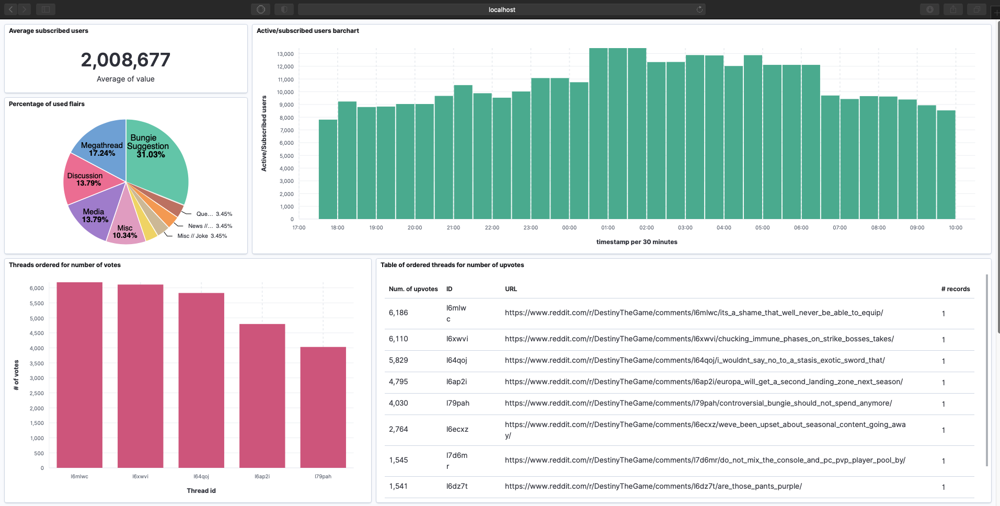 localhost
Average subscribed users
2,008,677
Average of value
Percentage of used flairs
Bungie
Suggestion
31.03%
Megathread
17.24%
Discussion
13.79%
Media
13.79%
Misc
10.34%
Que... 3.45%
News //... 3.45%
Misc // Joke 3.45%
Active/subscribed users barchart
Active/Subscribed users
13,000
12,000
11,000
10,000
9,000
8,000
7,000
6,000
5,000
4,000
3,000
2,000
1,000
0
17:00 18:00 19:00 20:00 21:00 22:00 23:00 00:00 01:00 02:00 03:00 04:00 05:00 06:00 07:00 08:00 09:00 10:00
timestamp per 30 minutes
Threads ordered for number of votes
# of votes
6,000
5,500
5,000
4,500
4,000
3,500
3,000
2,500
2,000
1,500
1,000
500
0
l6mlwc l6xwvi l64qoj l6ap2i l79pah
Thread id
Table of ordered threads for number of upvotes
Num. of upvotes ID URL # records
6,186 l6mlw
c https://www.reddit.com/r/DestinyTheGame/comments/l6mlwc/its_a_shame_that_well_never_be_able_to_equip/ 1
6,110 l6xwvi https://www.reddit.com/r/DestinyTheGame/comments/l6xwvi/chucking_immune_phases_on_strike_bosses_takes/ 1
5,829 l64qoj https://www.reddit.com/r/DestinyTheGame/comments/l64qoj/i_wouldnt_say_no_to_a_stasis_exotic_sword_that/ 1
4,795 l6ap2i https://www.reddit.com/r/DestinyTheGame/comments/l6ap2i/europa_will_get_a_second_landing_zone_next_season/ 1
4,030 l79pah https://www.reddit.com/r/DestinyTheGame/comments/l79pah/controversial_bungie_should_not_spend_anymore/ 1
2,764 l6ecxz https://www.reddit.com/r/DestinyTheGame/comments/l6ecxz/weve_been_upset_about_seasonal_content_going_awa
y/ 1
1,545 l7d6m
r https://www.reddit.com/r/DestinyTheGame/comments/l7d6mr/do_not_mix_the_console_and_pc_pvp_player_pool_by/ 1
1,541 l6dz7t https://www.reddit.com/r/DestinyTheGame/comments/l6dz7t/are_those_pants_purple/ 1